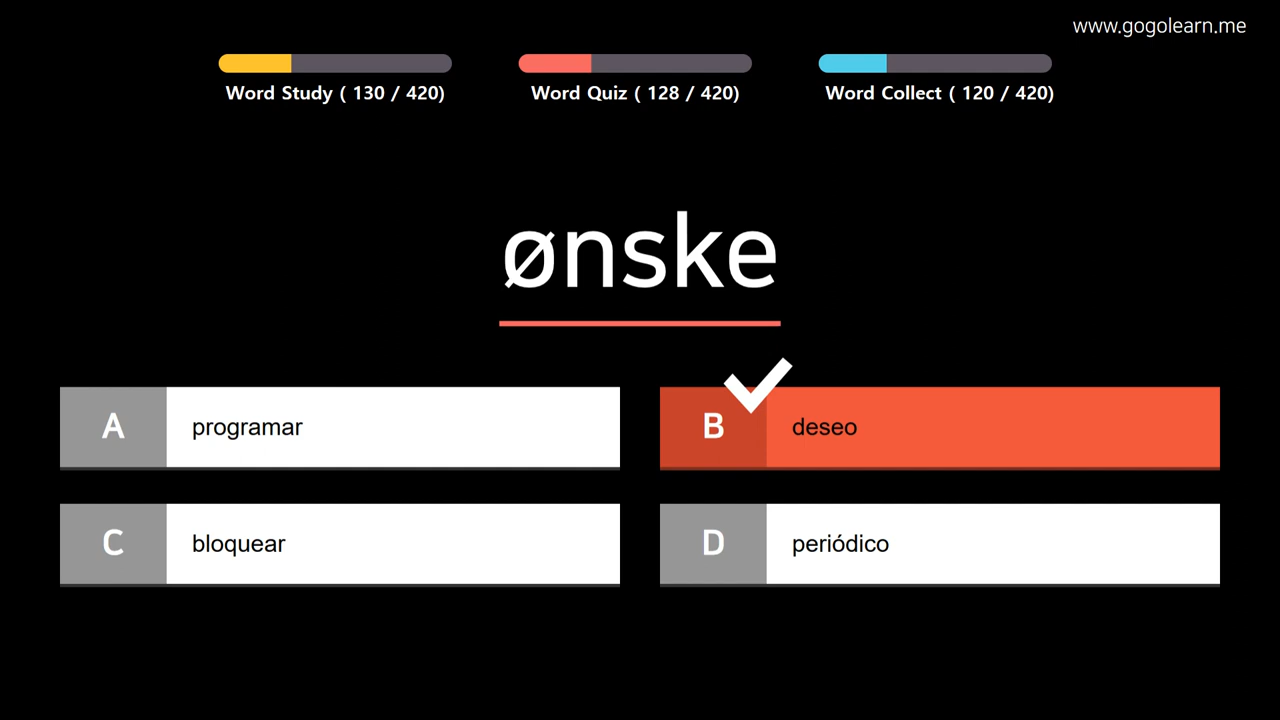 www.gogolearn.me
Word Study ( 130 / 420)
Word Quiz ( 128 / 420)
Word Collect ( 120 / 420)
ønske
A programar
B deseo
C bloquear
D periódico